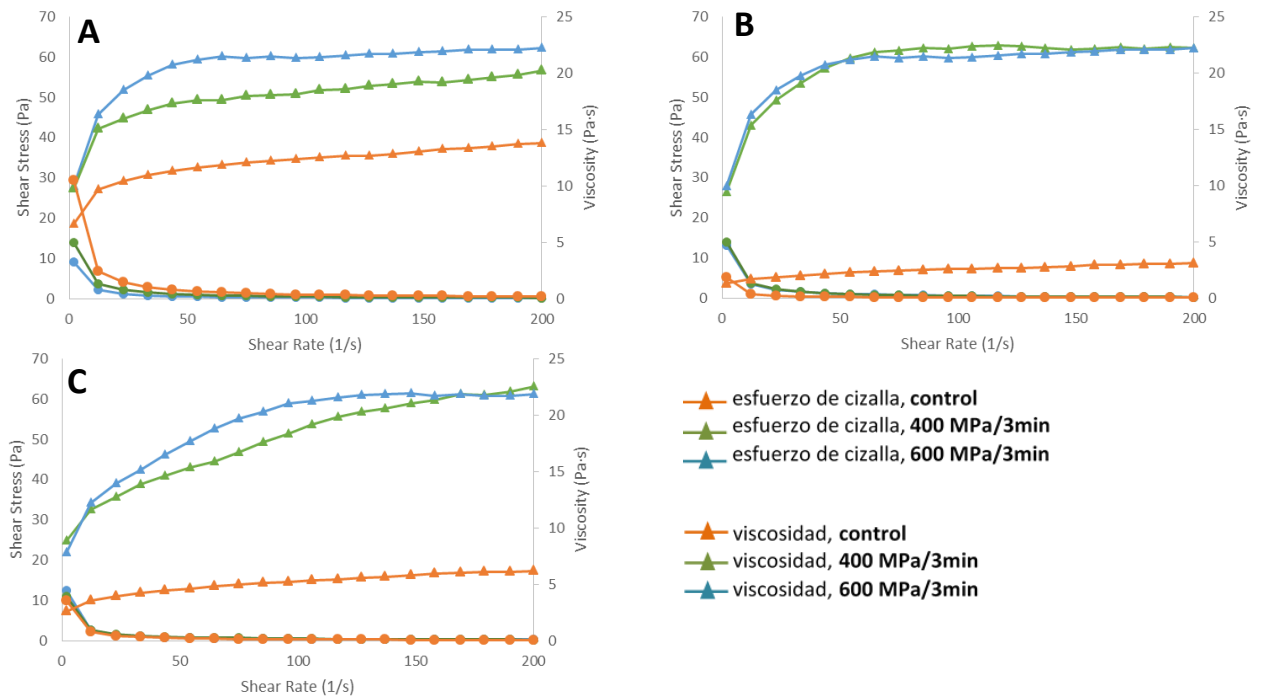 A
70
60
50
40
30
20
10
0
Shear Stress (Pa)
25
20
15
10
5
0
Viscosity (Pa·s)
0 50 100 150 200
Shear Rate (1/s)
B
70
60
50
40
30
20
10
0
Shear Stress (Pa)
25
20
15
10
5
0
Viscosity (Pa·s)
0 50 100 150 200
Shear Rate (1/s)
C
70
60
50
40
30
20
10
0
Shear Stress (Pa)
25
20
15
10
5
0
Viscosity (Pa·s)
0 50 100 150 200
Shear Rate (1/s)
esfuerzo de cizalla, control
esfuerzo de cizalla, 400 MPa/3min
esfuerzo de cizalla, 600 MPa/3min
viscosidad, control
viscosidad, 400 MPa/3min
viscosidad, 600 MPa/3min